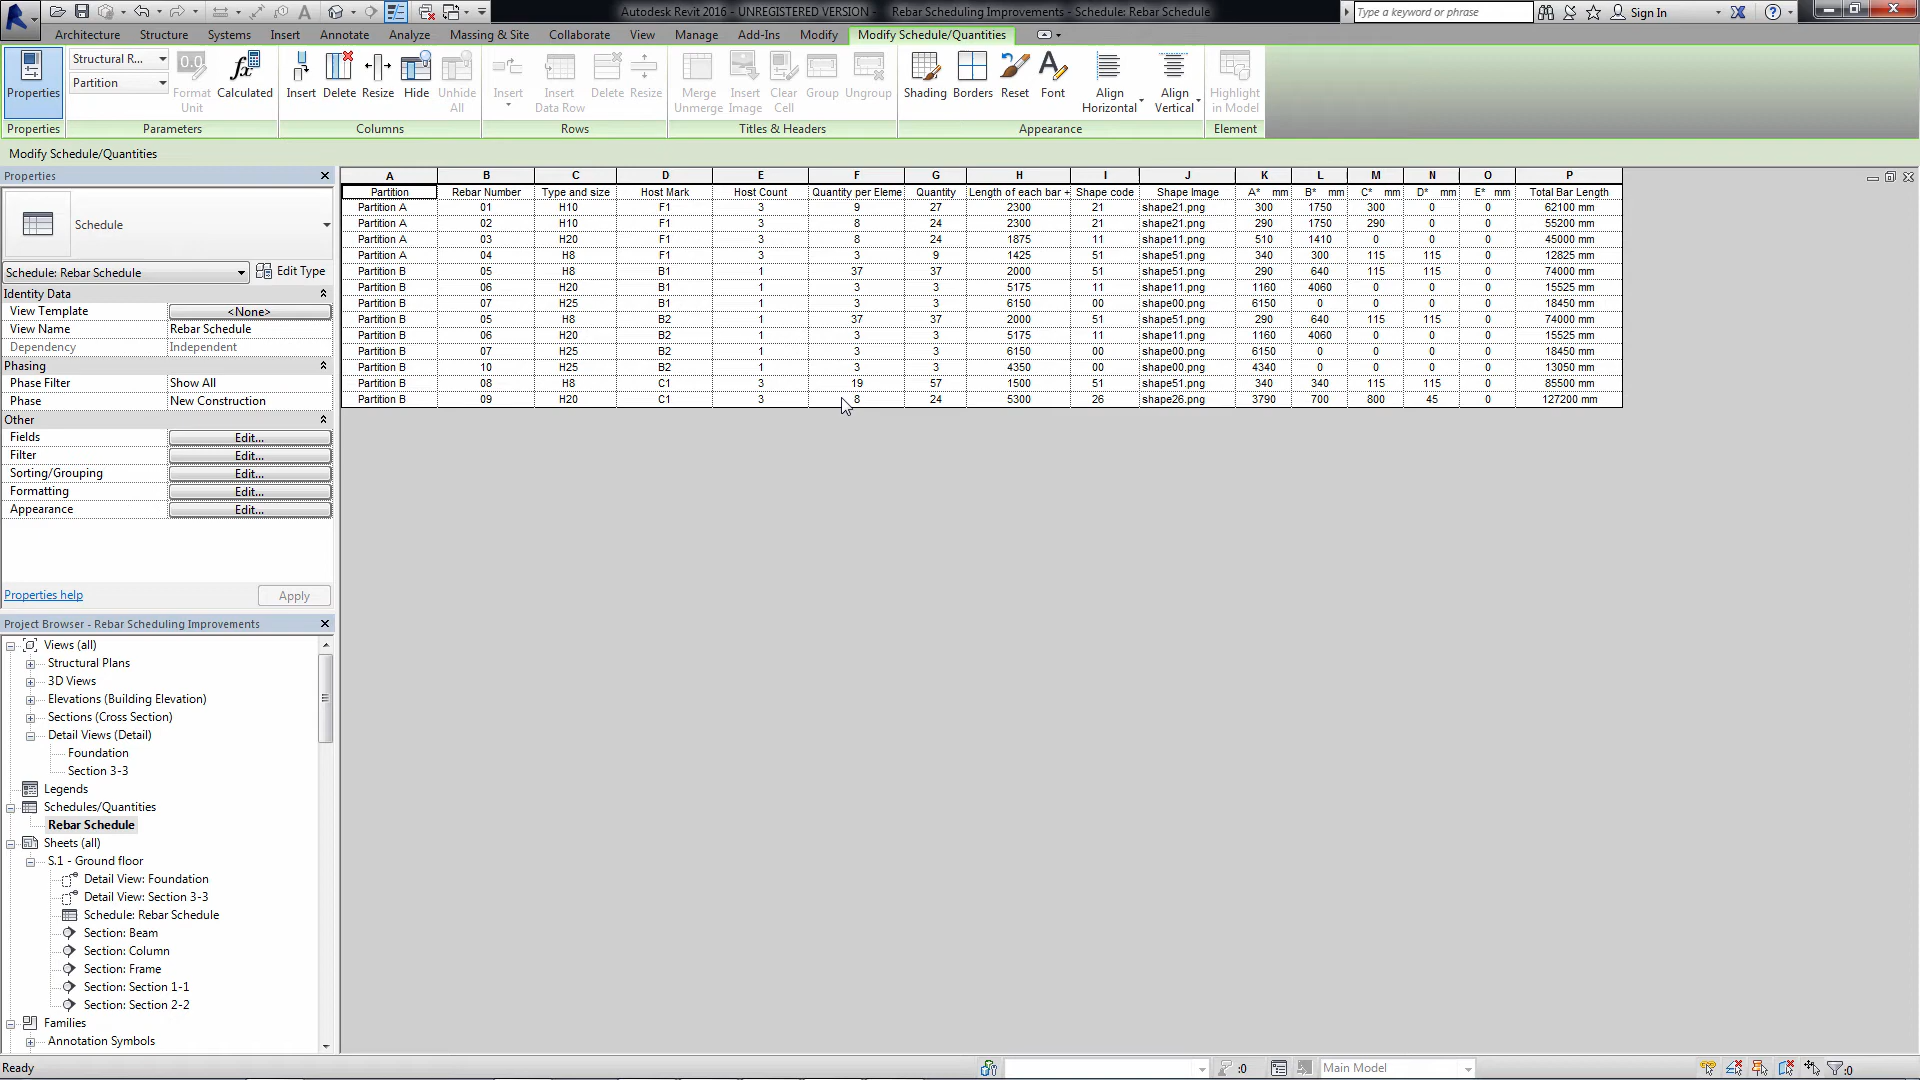 Autodesk Revit 2016 - UNREGISTERED VERSION - Rebar Scheduling Improvements - Schedule: Rebar Schedule
Type a keyword or phrase
Sign In
Architecture Structure Systems Insert Annotate Analyze Massing & Site Collaborate View Manage Add-Ins Modify Modify Schedule/Quantities
Structural R...
Partition
Properties
Format Unit
Calculated
Insert Delete Resize Hide Unhide All
Insert Insert Data Row Delete Resize
Merge Unmerge Insert Image Clear Cell Group Ungroup
Shading Borders Reset Font Align Horizontal Align Vertical
Highlight in Model
Properties Parameters Columns Rows Titles & Headers Appearance Element
Modify Schedule/Quantities
Properties
Schedule
Schedule: Rebar Schedule Edit Type
Identity Data
View Template <None>
View Name Rebar Schedule
Dependency Independent
Phasing
Phase Filter Show All
Phase New Construction
Other
Fields Edit...
Filter Edit...
Sorting/Grouping Edit...
Formatting Edit...
Appearance Edit...
Properties help Apply
Project Browser - Rebar Scheduling Improvements
Views (all)
Structural Plans
3D Views
Elevations (Building Elevation)
Sections (Cross Section)
Detail Views (Detail)
Foundation
Section 3-3
Legends
Schedules/Quantities
Rebar Schedule
Sheets (all)
S.1 - Ground floor
Detail View: Foundation
Detail View: Section 3-3
Schedule: Rebar Schedule
Section: Beam
Section: Column
Section: Frame
Section: Section 1-1
Section: Section 2-2
Families
Annotation Symbols
A B C D E F G H I J K L M N O P
Partition Rebar Number Type and size Host Mark Host Count Quantity per Eleme Quantity Length of each bar + Shape code Shape Image A* mm B* mm C* mm D* mm E* mm Total Bar Length
Partition A 01 H10 F1 3 9 27 2300 21 shape21.png 300 1750 300 0 0 62100 mm
Partition A 02 H10 F1 3 8 24 2300 21 shape21.png 290 1750 290 0 0 55200 mm
Partition A 03 H20 F1 3 8 24 1875 11 shape11.png 510 1410 0 0 0 45000 mm
Partition A 04 H8 F1 3 3 9 1425 51 shape51.png 340 300 115 115 0 12825 mm
Partition B 05 H8 B1 1 37 37 2000 51 shape51.png 290 640 115 115 0 74000 mm
Partition B 06 H20 B1 1 3 3 5175 11 shape11.png 1160 4060 0 0 0 15525 mm
Partition B 07 H25 B1 1 3 3 6150 00 shape00.png 6150 0 0 0 0 18450 mm
Partition B 05 H8 B2 1 37 37 2000 51 shape51.png 290 640 115 115 0 74000 mm
Partition B 06 H20 B2 1 3 3 5175 11 shape11.png 1160 4060 0 0 0 15525 mm
Partition B 07 H25 B2 1 3 3 6150 00 shape00.png 6150 0 0 0 0 18450 mm
Partition B 10 H25 B2 1 3 3 4350 00 shape00.png 4340 0 0 0 0 13050 mm
Partition B 08 H8 C1 3 19 57 1500 51 shape51.png 340 340 115 115 0 85500 mm
Partition B 09 H20 C1 3 8 24 5300 26 shape26.png 3790 700 800 45 0 127200 mm
Ready :0 Main Model :0